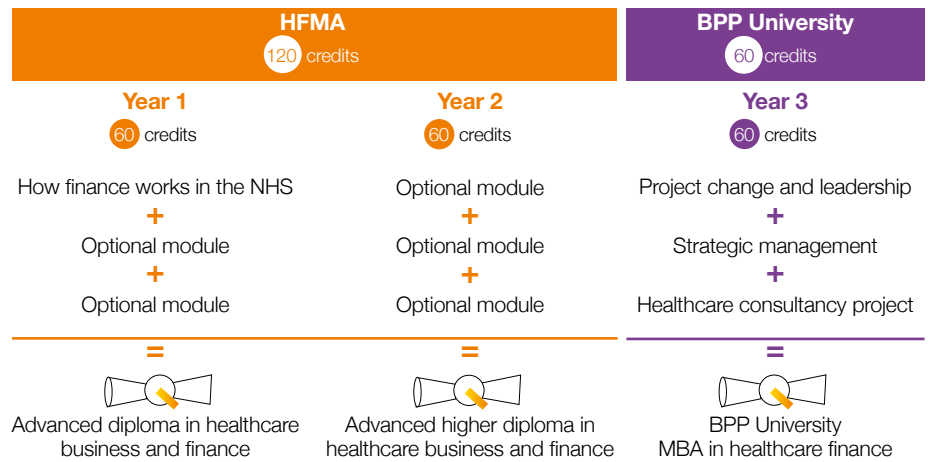 HFMA
120 credits
BPP University
60 credits
Year 1
60 credits
How finance works in the NHS
+
Optional module
+
Optional module
=
Advanced diploma in healthcare
business and finance
Year 2
60 credits
Optional module
+
Optional module
+
Optional module
=
Advanced higher diploma in
healthcare business and finance
Year 3
60 credits
Project change and leadership
+
Strategic management
+
Healthcare consultancy project
=
BPP University
MBA in healthcare finance